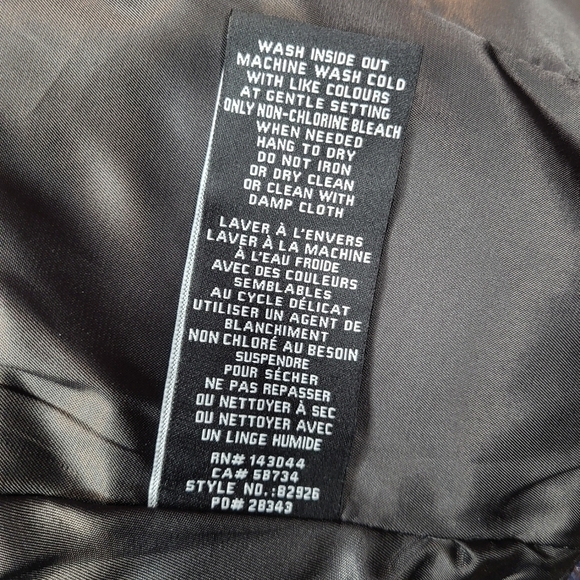 WASH INSIDE OUT
MACHINE WASH COLD
WITH LIKE COLOURS
AT GENTLE SETTING
ONLY NON-CHLORINE BLEACH
WHEN NEEDED
HANG TO DRY
DO NOT IRON
OR DRY CLEAN
OR CLEAN WITH
DAMP CLOTH
LAVER À L'ENVERS
LAVER À LA MACHINE
À L'EAU FROIDE
AVEC DES COULEURS
SEMBLABLES
AU CYCLE DÉLICAT
UTILISER UN AGENT DE
BLANCHIMENT
NON CHLORÉ AU BESOIN
SUSPENDRE
POUR SÉCHER
NE PAS REPASSER
OU NETTOYER À SEC
OU NETTOYER AVEC
UN LINGE HUMIDE
RN# 143044
CA# 58734
STYLE NO.:82926
PO# 28343